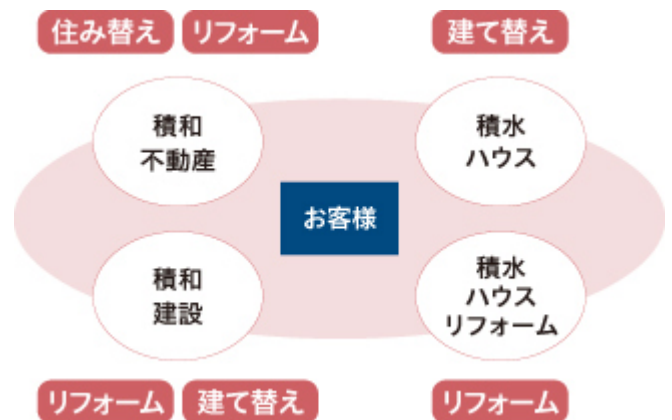 住み替え リフォーム
建て替え
積和
不動産
積水
ハウス
お客様
積和
建設
積水
ハウス
リフォーム
リフォーム 建て替え
リフォーム